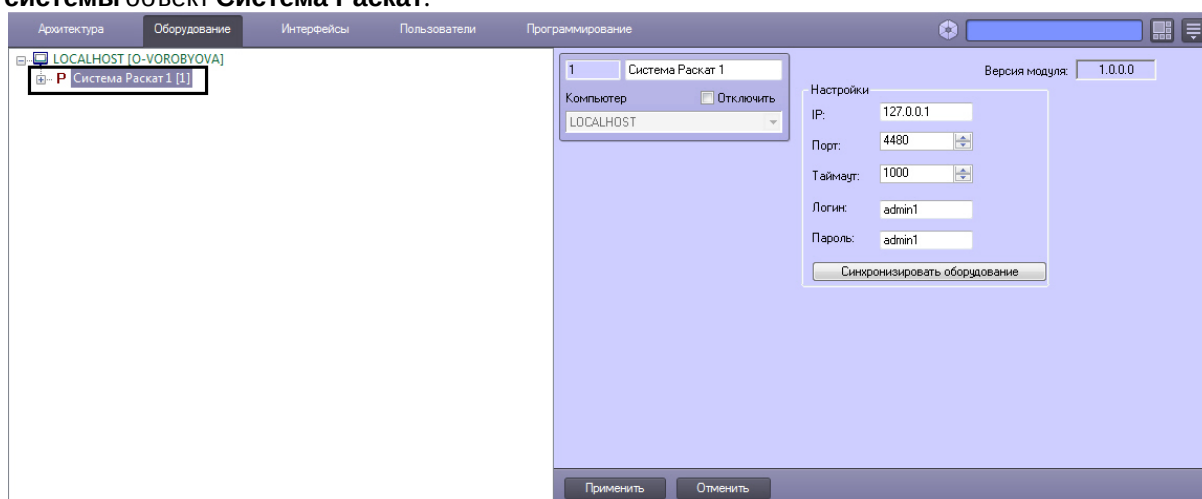 системы объект Система Раскат.
Архитектура Оборудование Интерфейсы Пользователи Программирование
LOCALHOST [O-VOROBYOVA]
Р Система Раскат 1 [1]
1 Система Раскат 1
Компьютер Отключить
LOCALHOST
Версия модуля: 1.0.0.0
Настройки
IP: 127.0.0.1
Порт: 4480
Таймаут: 1000
Логин: admin1
Пароль: admin1
Синхронизировать оборудование
Применить Отменить